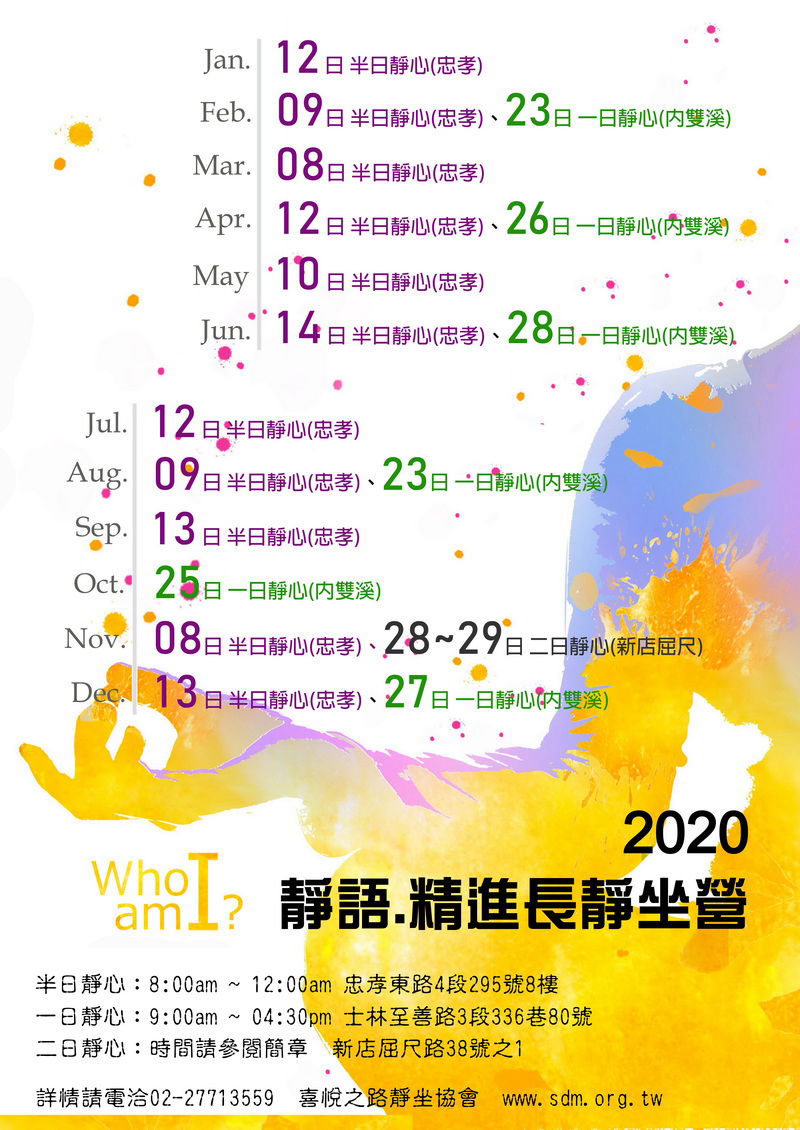 Jan. 12日 半日靜心(忠孝)
Feb. 09日 半日靜心(忠孝)、23日 一日靜心(內雙溪)
Mar. 08日 半日靜心(忠孝)
Apr. 12日 半日靜心(忠孝)、26日 一日靜心(內雙溪)
May 10日 半日靜心(忠孝)
Jun. 14日 半日靜心(忠孝)、28日 一日靜心(內雙溪)
Jul. 12日 半日靜心(忠孝)
Aug. 09日 半日靜心(忠孝)、23日 一日靜心(內雙溪)
Sep. 13日 半日靜心(忠孝)
Oct. 25日 一日靜心(內雙溪)
Nov. 08日 半日靜心(忠孝)、28~29日 二日靜心(新店屈尺)
Dec. 13日 半日靜心(忠孝)、27日 一日靜心(內雙溪)
2020
Who am I?
靜語.精進長靜坐營
半日靜心：8:00am ~ 12:00am 忠孝東路4段295號8樓
一日靜心：9:00am ~ 04:30pm 士林至善路3段336巷80號
二日靜心：時間請參閱簡章 新店屈尺路38號之1
詳情請電洽02-27713559 喜悅之路靜坐協會 www.sdm.org.tw